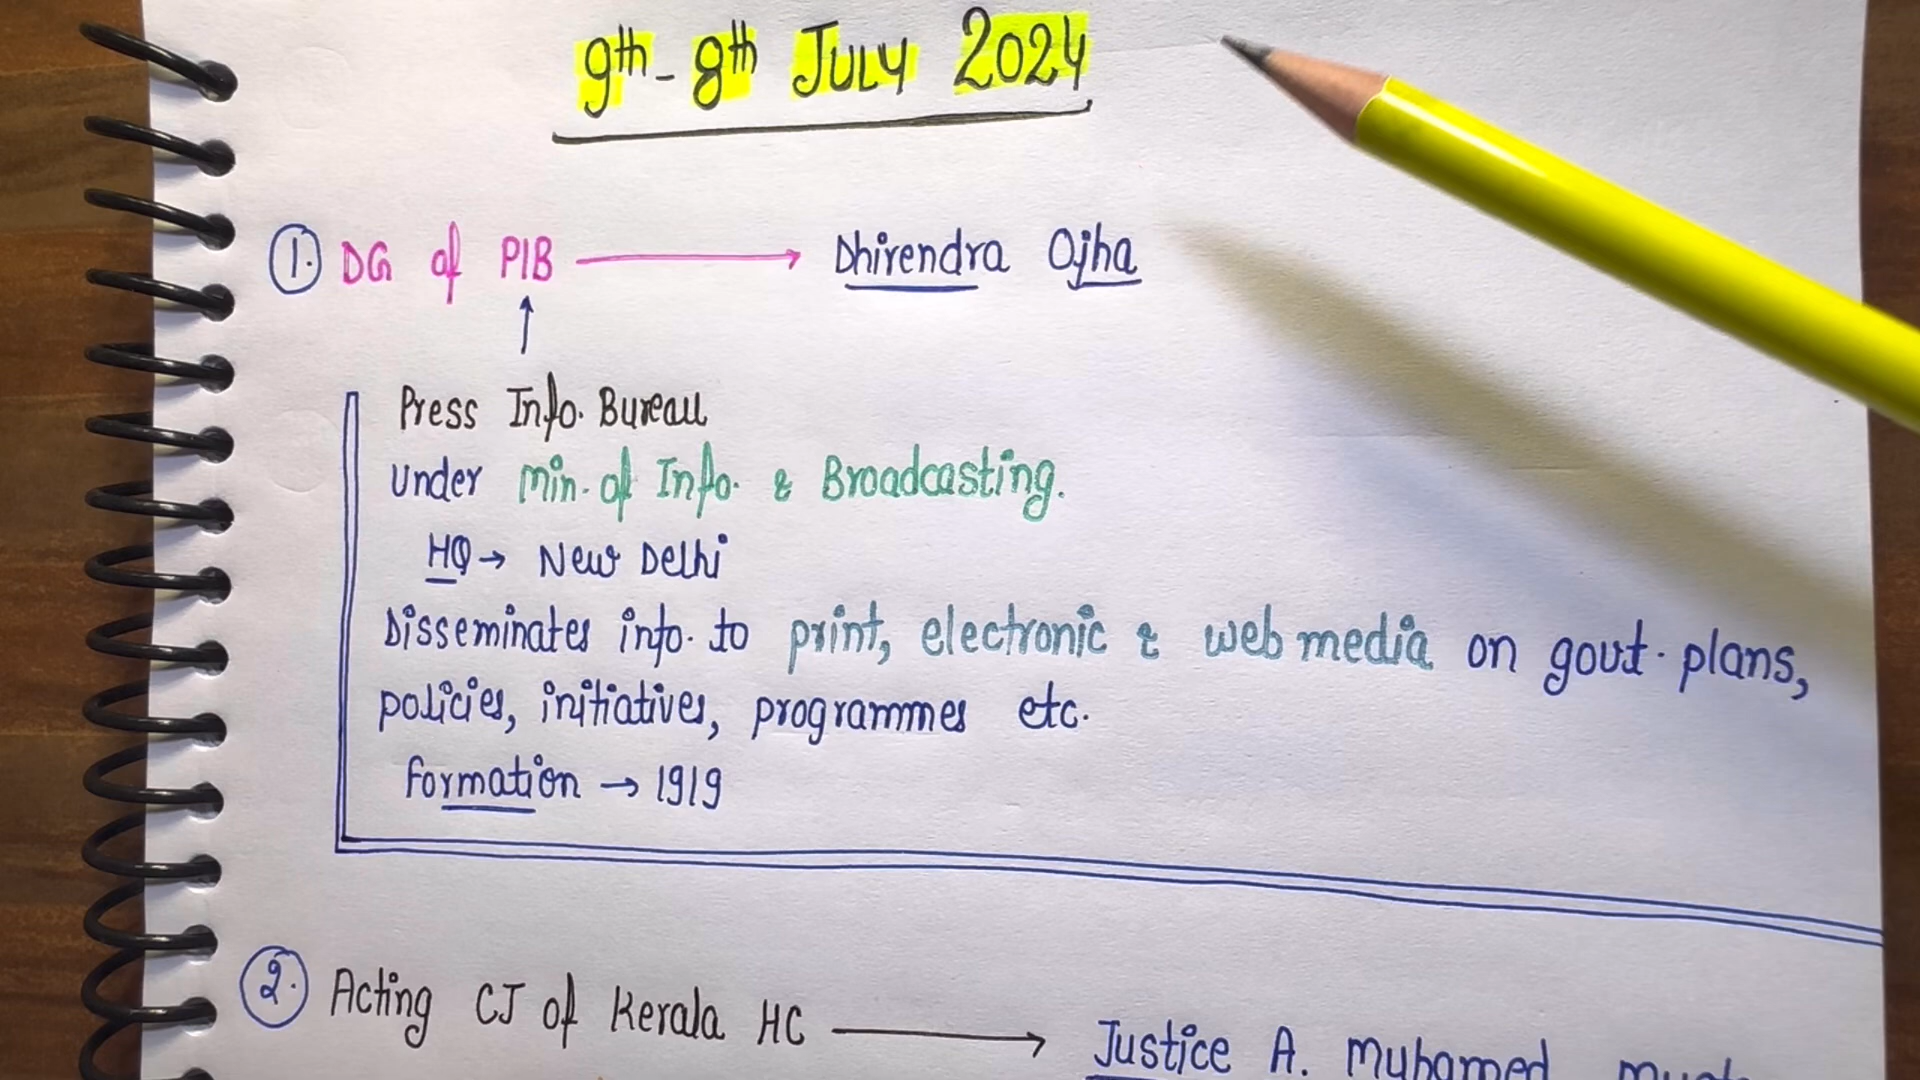 9th - 8th July 2024
1. DG of PIB → Dhirendra Ojha
↑
Press Info. Bureau
Under Min. of Info. & Broadcasting.
HQ → New Delhi
Disseminates info. to print, electronic & web media on govt. plans,
policies, initiatives, programmes etc.
Formation → 1919
2. Acting CJ of Kerala HC → Justice A. Muhamed